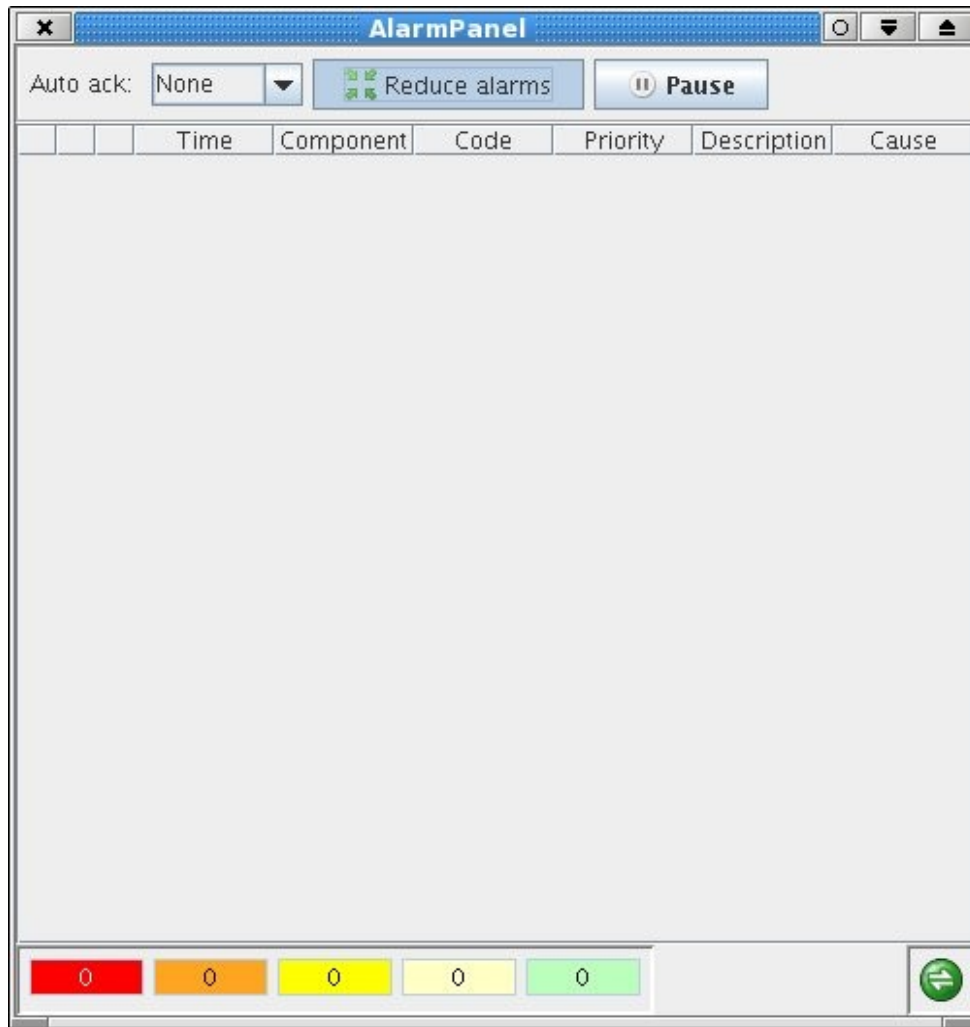 AlarmPanel
Auto ack: None Reduce alarms Pause
Time Component Code Priority Description Cause
0 0 0 0 0